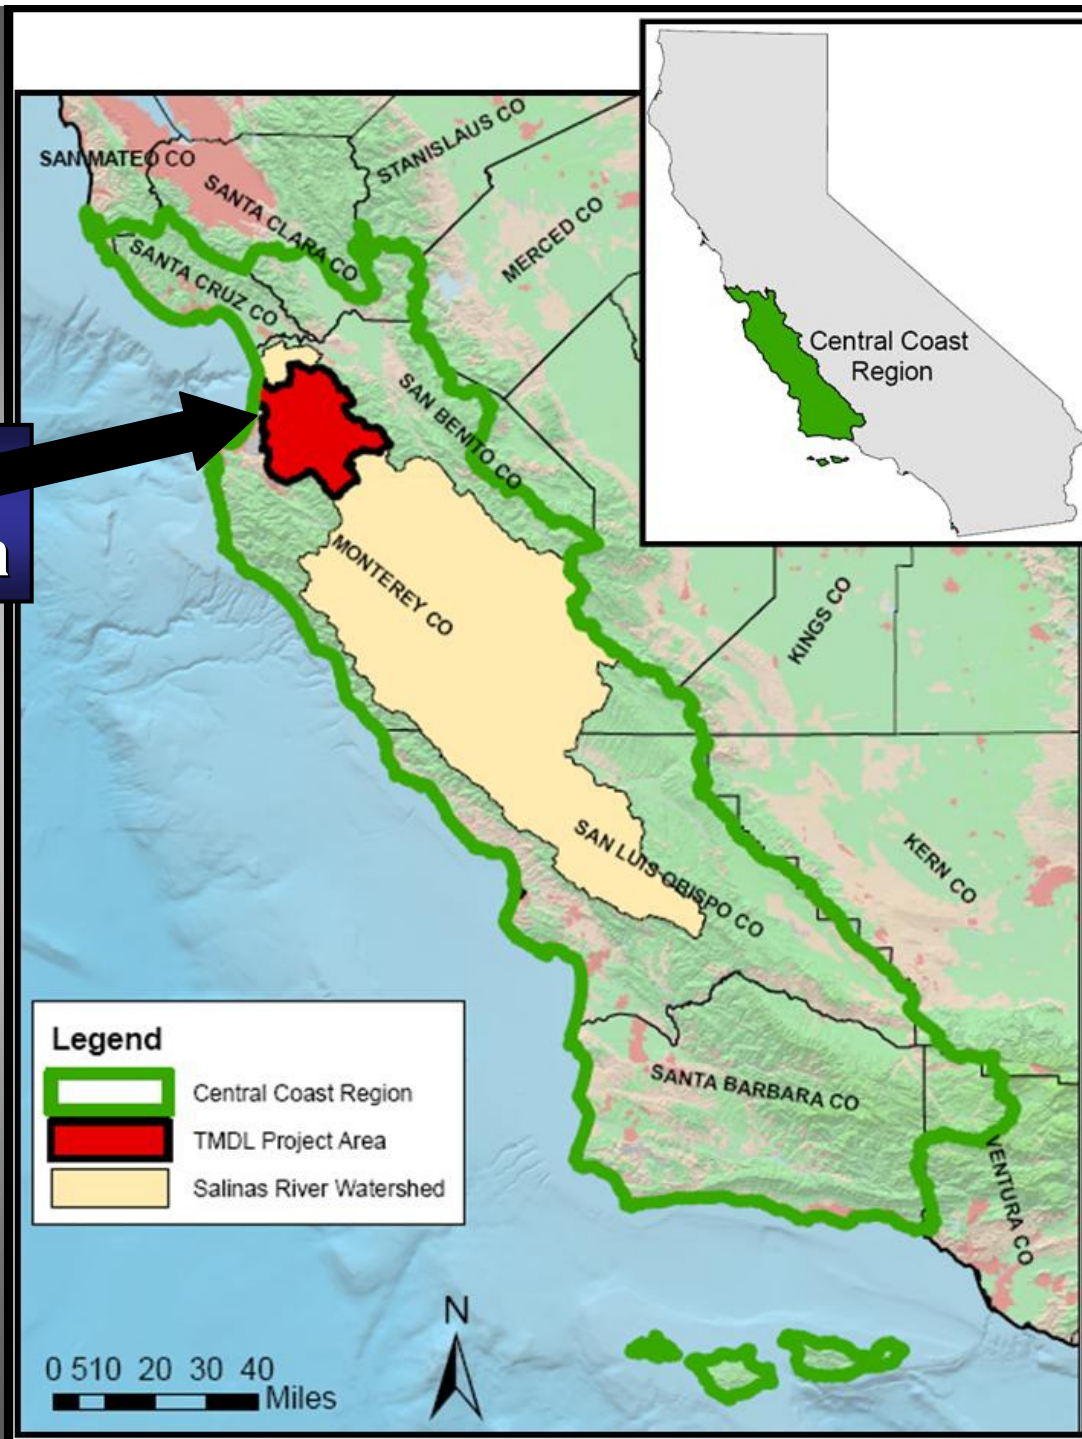 SAN MATEO CO
STANISLAUS CO
SANTA CLARA CO
MERCED CO
SANTA CRUZ CO
Central Coast
Region
SAN BENITO CO
MONTEREY CO
KINGS CO
SAN LUIS OBISPO CO
KERN CO
SANTA BARBARA CO
VENTURA CO
Legend
Central Coast Region
TMDL Project Area
Salinas River Watershed
N
0 510 20 30 40
Miles